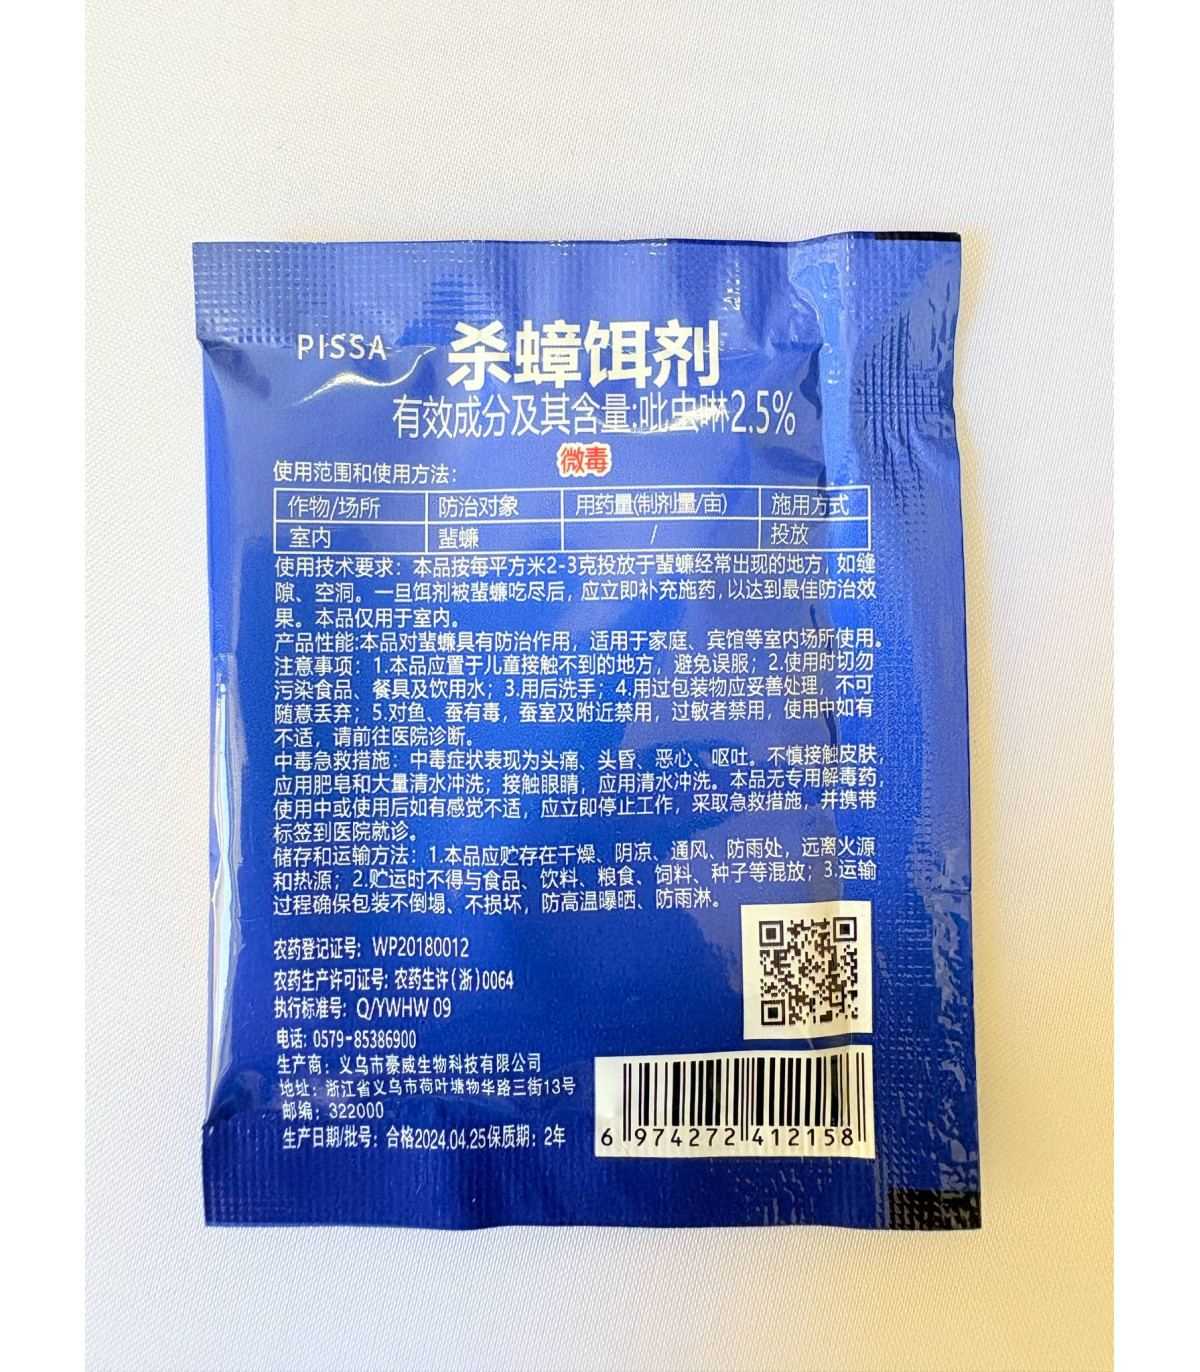 PISSA 杀蟑饵剂
有效成分及其含量:吡虫啉2.5%
微毒
使用范围和使用方法：
作物/场所 防治对象 用药量(制剂量/亩) 施用方式
室内 蜚蠊 / 投放
使用技术要求：本品按每平方米2-3克投放于蜚蠊经常出现的地方，如缝
隙、空洞。一旦饵剂被蜚蠊吃尽后，应立即补充施药，以达到最佳防治效
果。本品仅用于室内。
产品性能:本品对蜚蠊具有防治作用，适用于家庭、宾馆等室内场所使用。
注意事项：1.本品应置于儿童接触不到的地方，避免误服；2.使用时切勿
污染食品、餐具及饮用水；3.用后洗手；4.用过包装物应妥善处理，不可
随意丢弃；5.对鱼、蚕有毒，蚕室及附近禁用，过敏者禁用，使用中如有
不适，请前往医院诊断。
中毒急救措施：中毒症状表现为头痛、头昏、恶心、呕吐。不慎接触皮肤，
应用肥皂和大量清水冲洗；接触眼睛，应用清水冲洗。本品无专用解毒药，
使用中或使用后如有感觉不适，应立即停止工作，采取急救措施，并携带
标签到医院就诊。
储存和运输方法：1.本品应贮存在干燥、阴凉、通风、防雨处，远离火源
和热源；2.贮运时不得与食品、饮料、粮食、饲料、种子等混放；3.运输
过程确保包装不倒塌、不损坏，防高温曝晒、防雨淋。
农药登记证号：WP20180012
农药生产许可证号：农药生许(浙)0064
执行标准号：Q/YWHW 09
电话：0579-85386900
生产商：义乌市豪威生物科技有限公司
地址：浙江省义乌市荷叶塘物华路三街13号
邮编：322000
生产日期/批号：合格2024.04.25保质期：2年
6 974272 412158